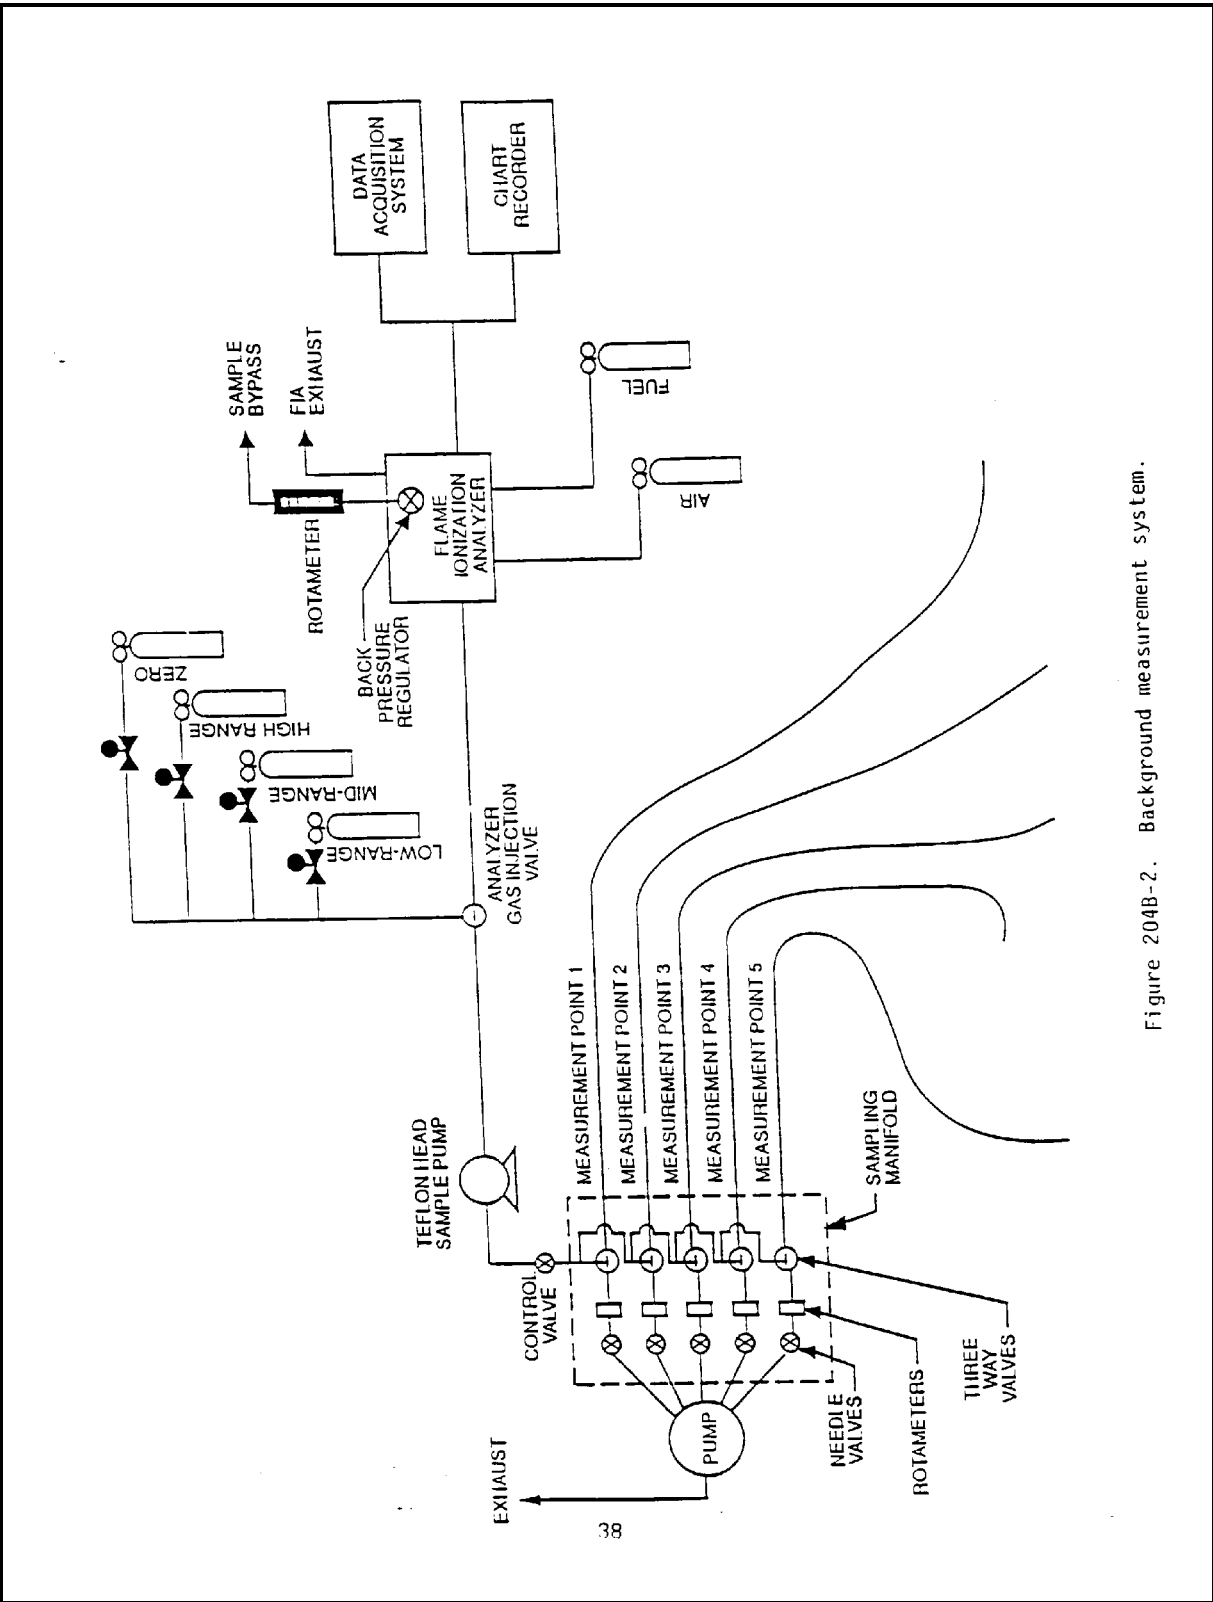 DATA
ACQUISITION
SYSTEM
CHART
RECORDER
SAMPLE
BYPASS
FIA
EXHAUST
ROTAMETER
FLAME
IONIZATION
ANALYZER
BACK
PRESSURE
REGULATOR
FUEL
AIR
ZERO
HIGH RANGE
MID-RANGE
LOW-RANGE
ANALYZER
GAS INJECTION
VALVE
TEFLON HEAD
SAMPLE PUMP
CONTROL
VALVE
MEASUREMENT POINT 1
MEASUREMENT POINT 2
MEASUREMENT POINT 3
MEASUREMENT POINT 4
MEASUREMENT POINT 5
SAMPLING
MANIFOLD
EXHAUST
PUMP
NEEDLE
VALVES
ROTAMETERS
THREE
WAY
VALVES
Figure 204B-2. Background measurement system.
38